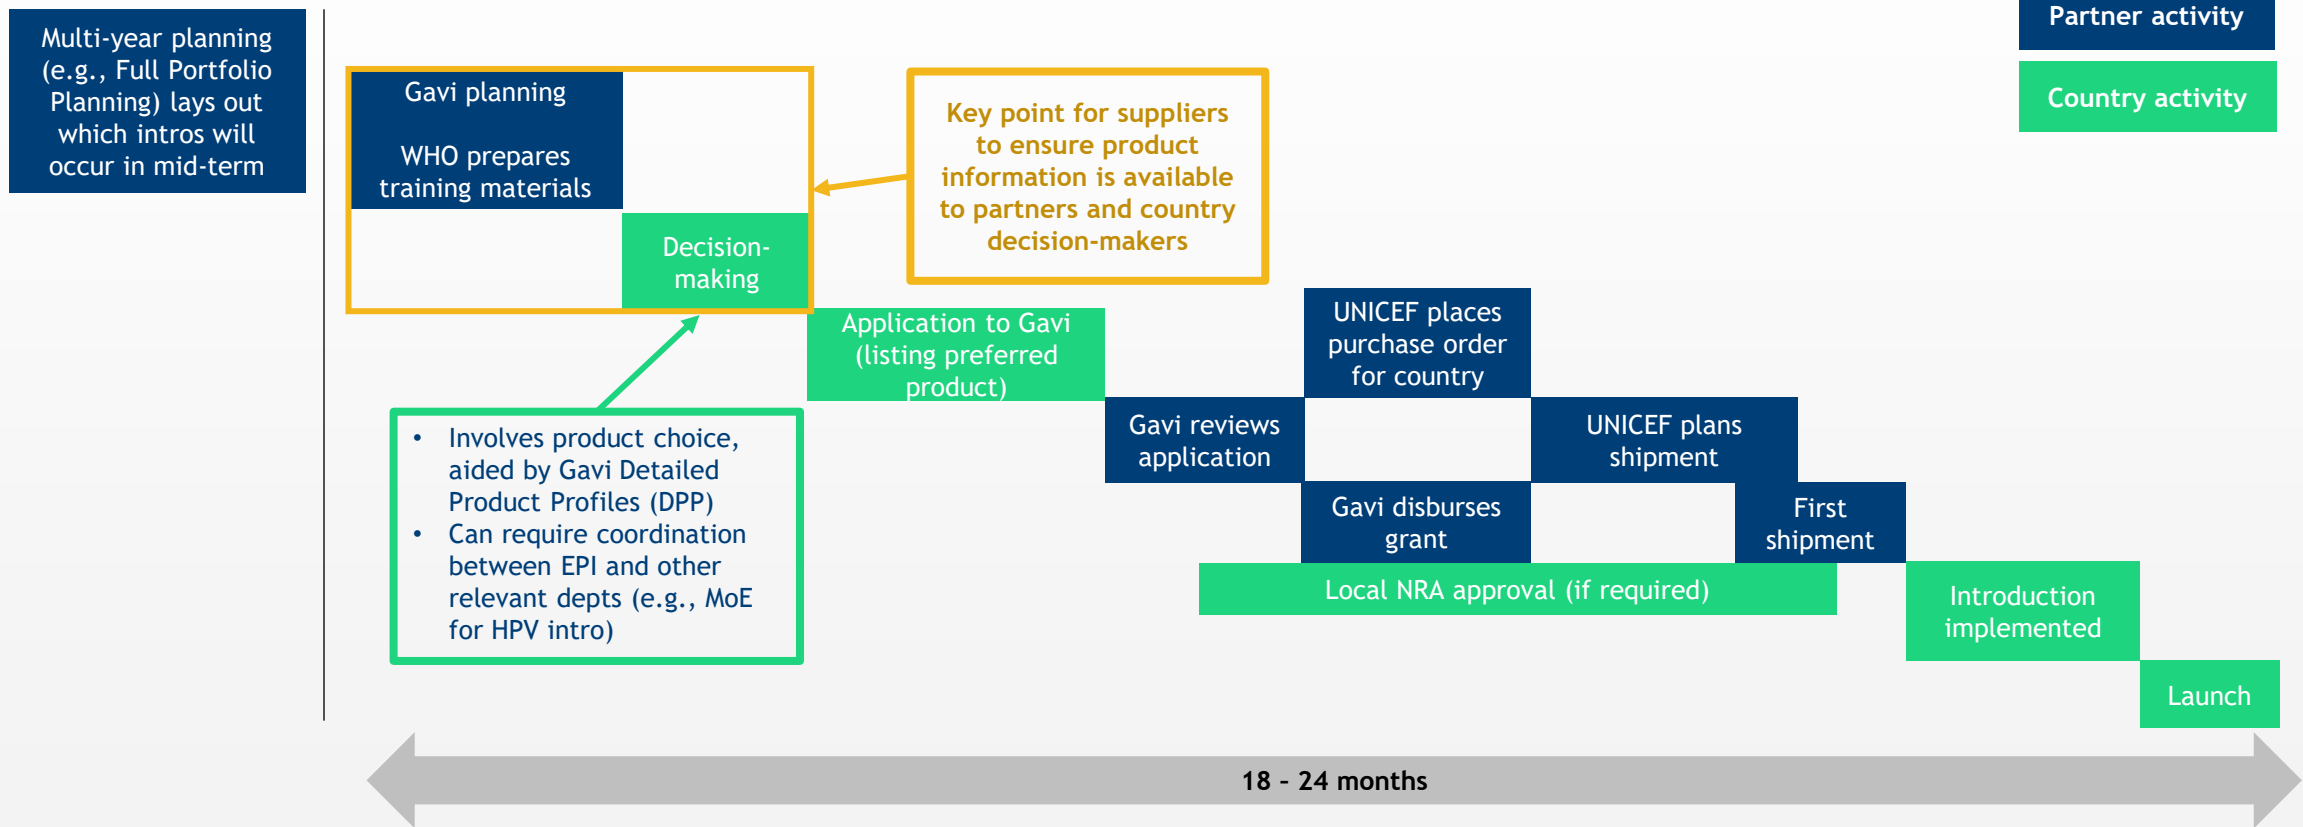 Multi-year planning
(e.g., Full Portfolio
Planning) lays out
which intros will
occur in mid-term
Partner activity
Country activity
Gavi planning
WHO prepares
training materials
Key point for suppliers
to ensure product
information is available
to partners and country
decision-makers
Decision-
making
Application to Gavi
(listing preferred
product)
UNICEF places
purchase order
for country
• Involves product choice,
aided by Gavi Detailed
Product Profiles (DPP)
• Can require coordination
between EPI and other
relevant depts (e.g., MoE
for HPV intro)
Gavi reviews
application
UNICEF plans
shipment
Gavi disburses
grant
First
shipment
Local NRA approval (if required)
Introduction
implemented
Launch
18 – 24 months